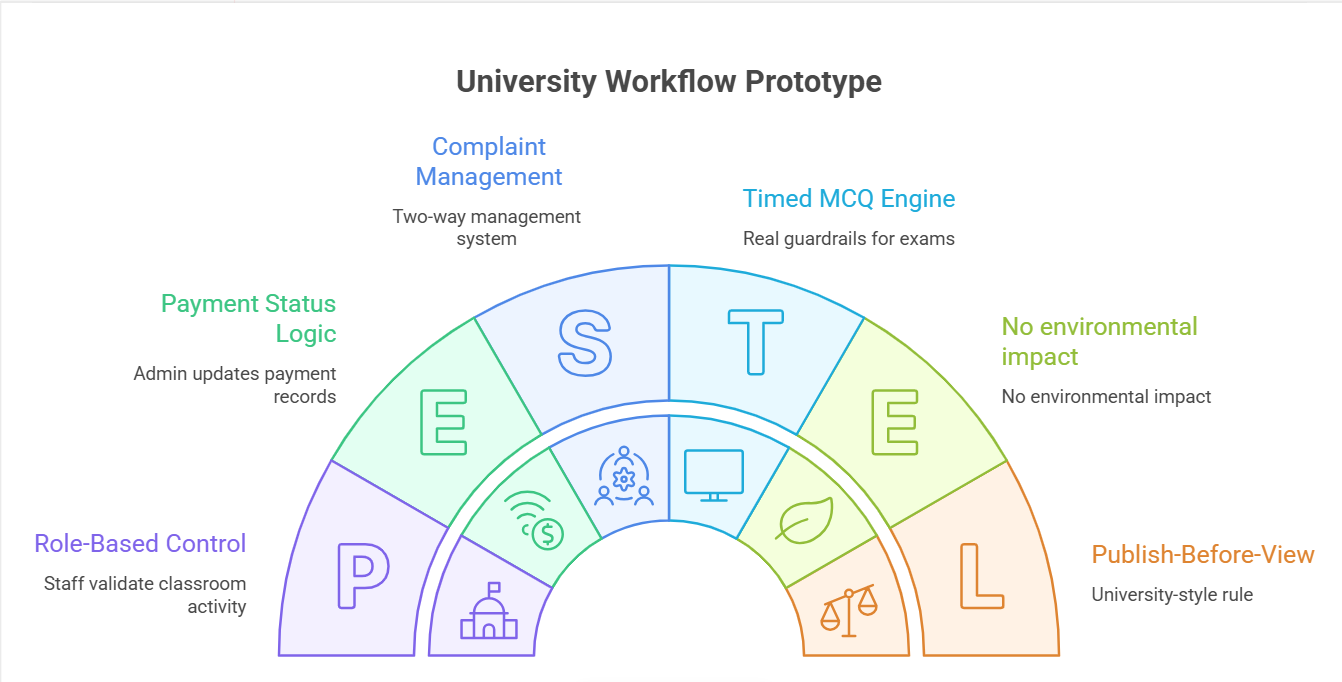 University Workflow Prototype
Complaint
Management
Two-way management
system
Timed MCQ Engine
Real guardrails for exams
Payment Status
Logic
Admin updates payment
records
No environmental
impact
No environmental impact
Role-Based Control
Staff validate classroom
activity
Publish-Before-View
University-style rule
P
E
S
T
E
L
$